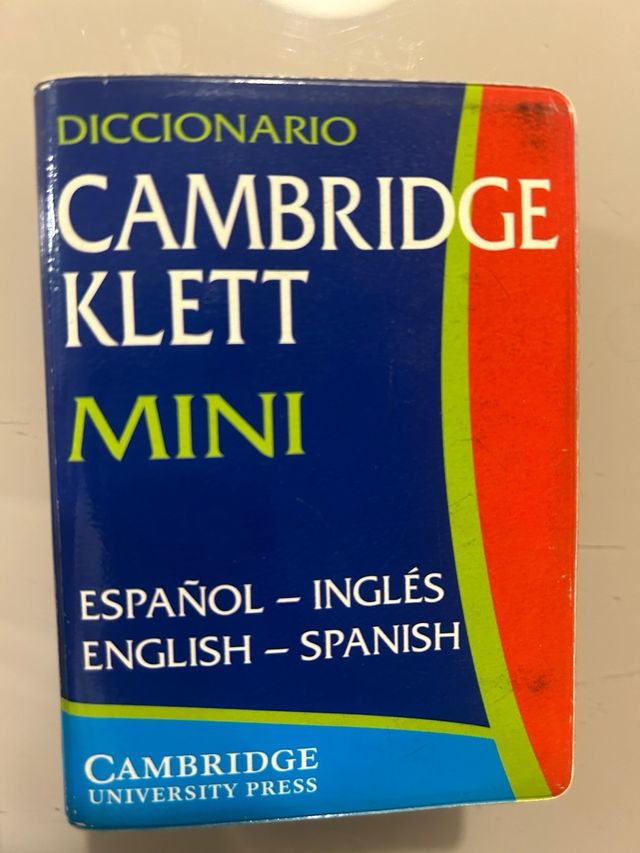 DICCIONARIO
CAMBRIDGE
KLETT
MINI
ESPAÑOL – INGLÉS
ENGLISH – SPANISH
CAMBRIDGE
UNIVERSITY PRESS